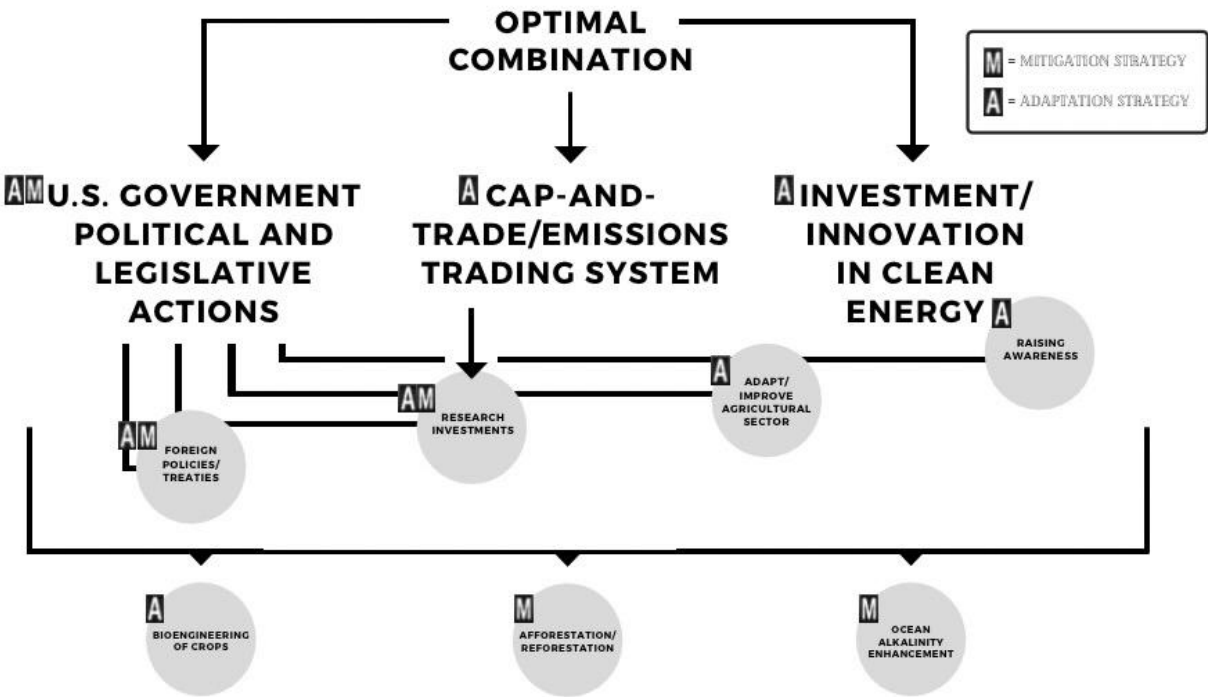 OPTIMAL
COMBINATION
M = MITIGATION STRATEGY
A = ADAPTATION STRATEGY
AM U.S. GOVERNMENT
POLITICAL AND
LEGISLATIVE
ACTIONS
A CAP-AND-
TRADE/EMISSIONS
TRADING SYSTEM
A INVESTMENT/
INNOVATION
IN CLEAN
ENERGY
A
RAISING
AWARENESS
A
ADAPT/
IMPROVE
AGRICULTURAL
SECTOR
AM
RESEARCH
INVESTMENTS
AM
FOREIGN
POLICIES/
TREATIES
A
BIOENGINEERING
OF CROPS
M
AFFORESTATION/
REFORESTATION
M
OCEAN
ALKALINITY
ENHANCEMENT